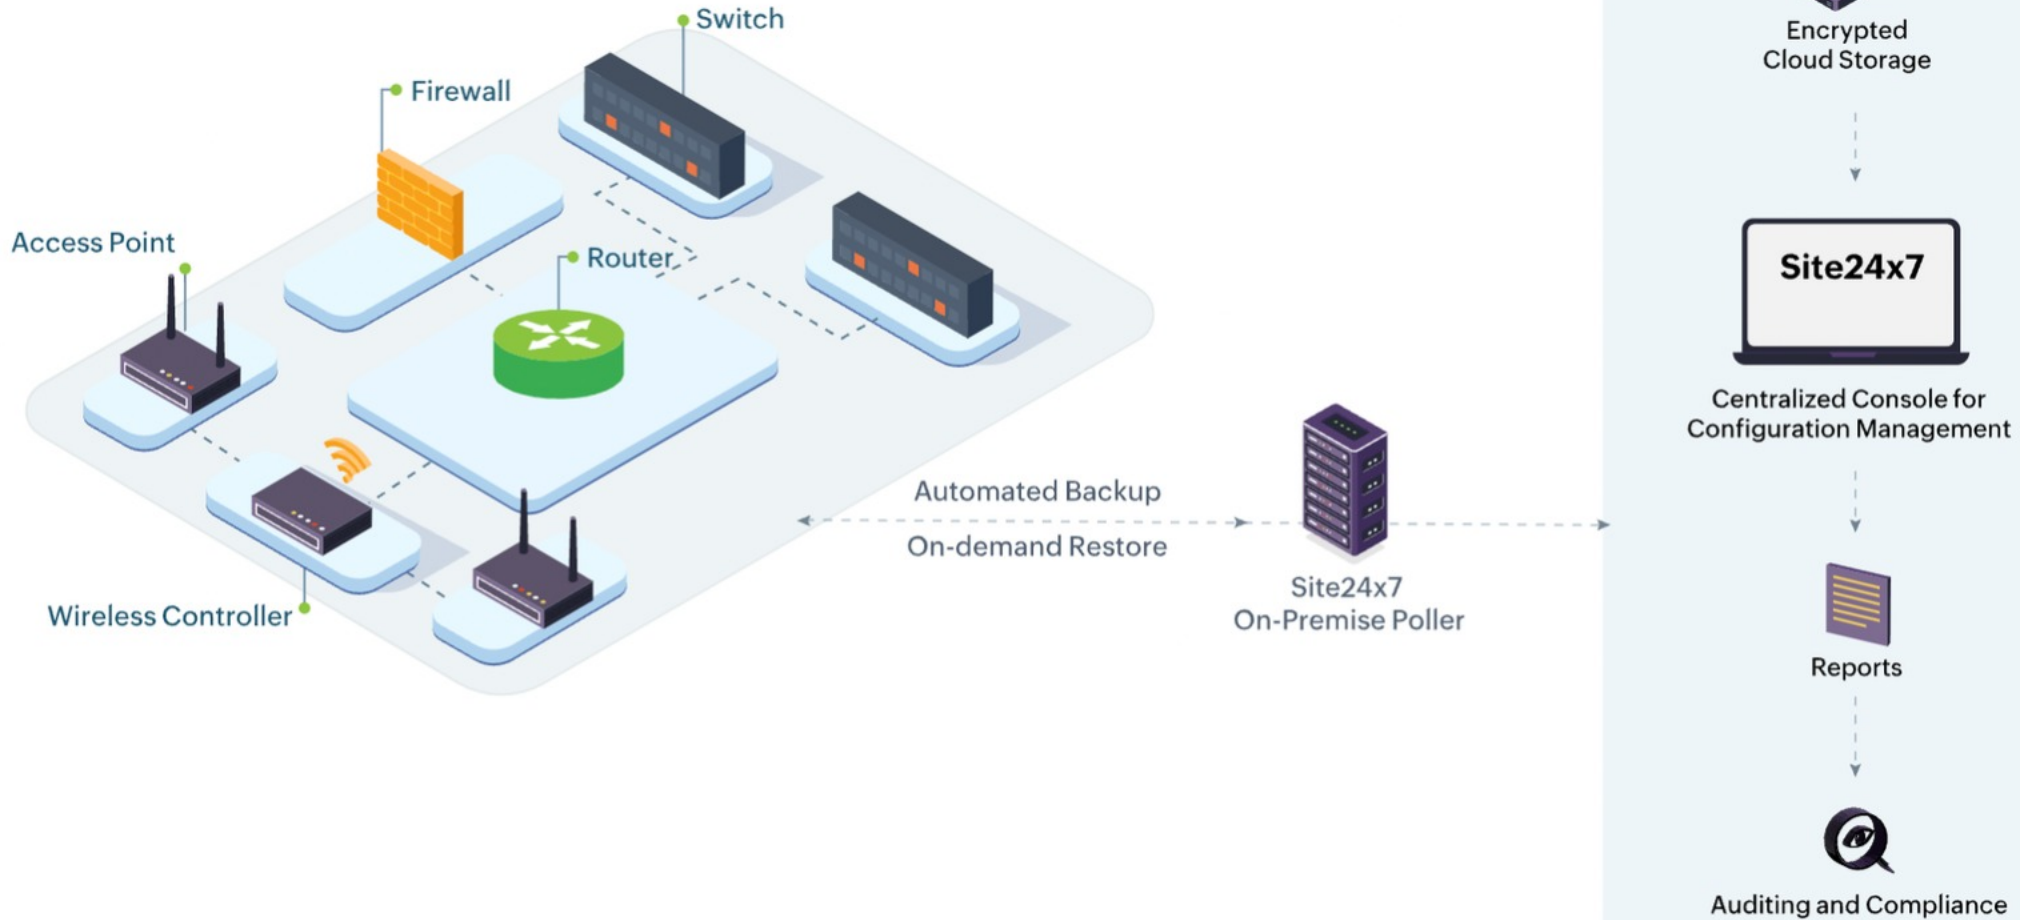 Switch
Firewall
Access Point
Router
Wireless Controller
Automated Backup
On-demand Restore
Site24x7
On-Premise Poller
Encrypted
Cloud Storage
Site24x7
Centralized Console for
Configuration Management
Reports
Auditing and Compliance